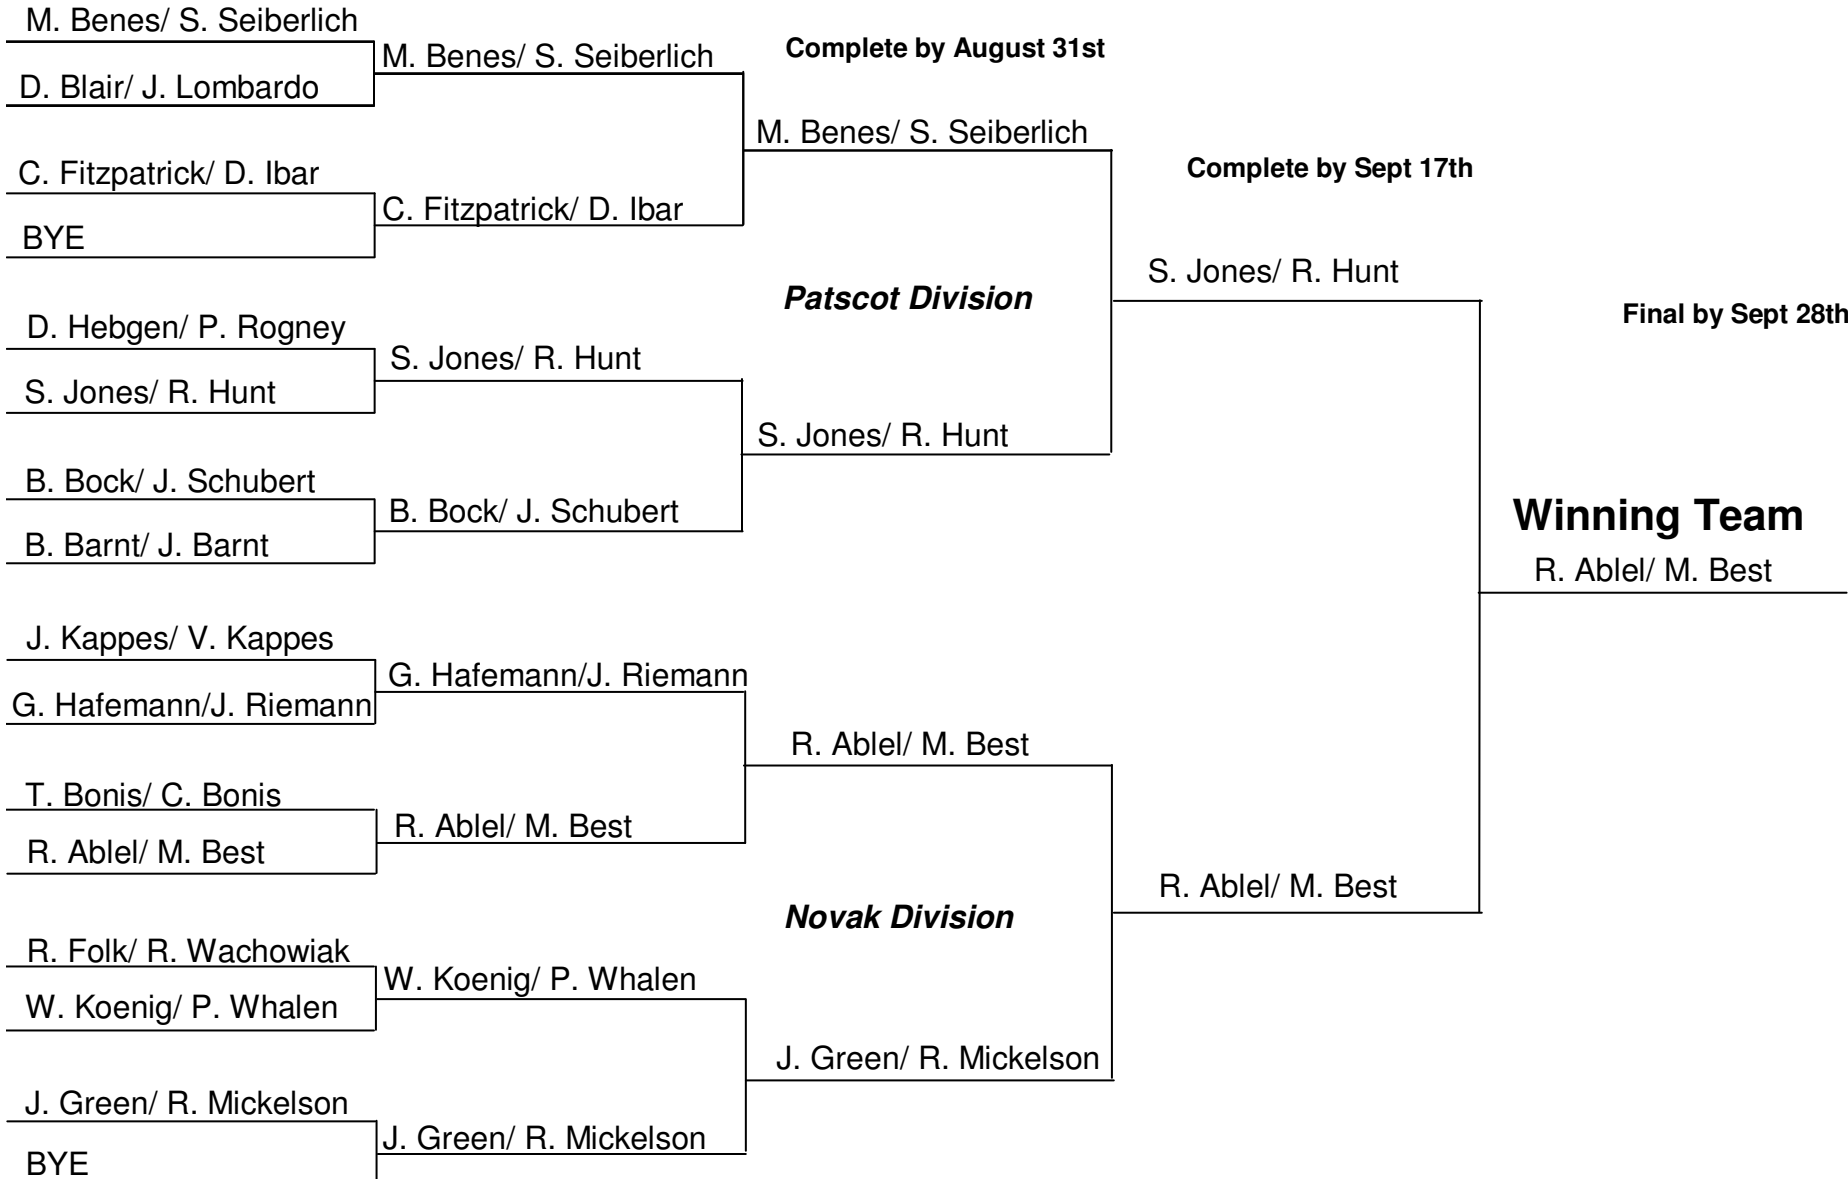 M. Benes/ S. Seiberlich
D. Blair/ J. Lombardo
C. Fitzpatrick/ D. Ibar
BYE
D. Hebgen/ P. Rogney
S. Jones/ R. Hunt
B. Bock/ J. Schubert
B. Barnt/ J. Barnt
J. Kappes/ V. Kappes
G. Hafemann/J. Riemann
T. Bonis/ C. Bonis
R. Ablel/ M. Best
R. Folk/ R. Wachowiak
W. Koenig/ P. Whalen
J. Green/ R. Mickelson
BYE
M. Benes/ S. Seiberlich
C. Fitzpatrick/ D. Ibar
S. Jones/ R. Hunt
B. Bock/ J. Schubert
G. Hafemann/J. Riemann
R. Ablel/ M. Best
W. Koenig/ P. Whalen
J. Green/ R. Mickelson
Complete by August 31st
M. Benes/ S. Seiberlich
Patscot Division
S. Jones/ R. Hunt
R. Ablel/ M. Best
Novak Division
J. Green/ R. Mickelson
Complete by Sept 17th
S. Jones/ R. Hunt
R. Ablel/ M. Best
Final by Sept 28th
Winning Team
R. Ablel/ M. Best